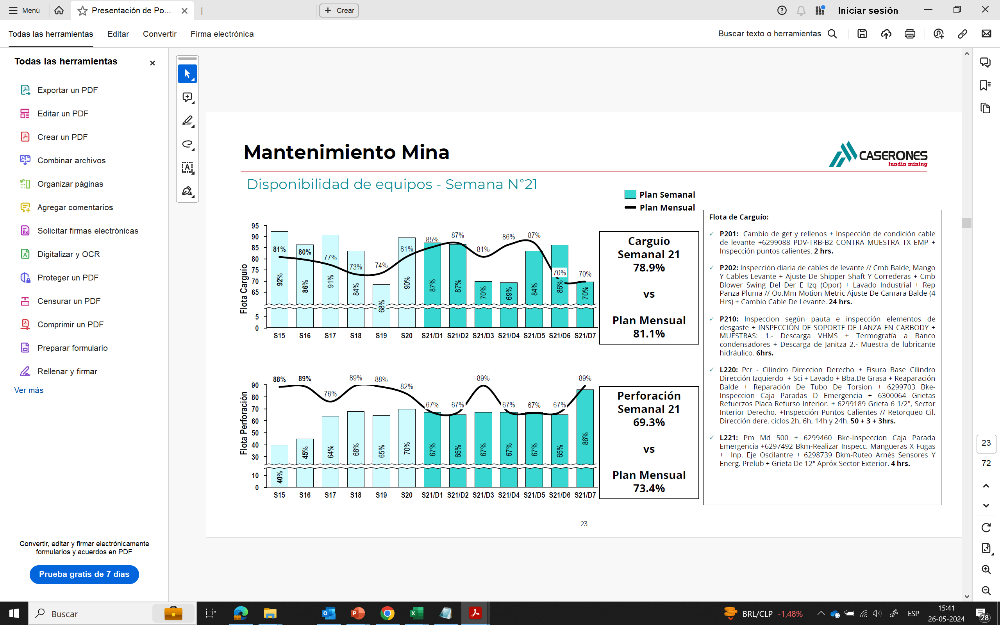 Menú
Presentación de Po...
Crear
Iniciar sesión
Todas las herramientas
Editar
Convertir
Firma electrónica
Buscar texto o herramientas
Todas las herramientas
Exportar un PDF
Editar un PDF
Crear un PDF
Combinar archivos
Organizar páginas
Agregar comentarios
Solicitar firmas electrónicas
Digitalizar y OCR
Proteger un PDF
Censurar un PDF
Comprimir un PDF
Preparar formulario
Rellenar y firmar
Ver más
Convertir, editar y firmar electrónicamente
formularios y acuerdos en PDF
Prueba gratis de 7 días
Mantenimiento Mina
CASERONES
lundin mining
Disponibilidad de equipos - Semana N°21
Plan Semanal
Plan Mensual
Flota Carguío
95
90
85
80
75
70
65
5
0
81% 80% 77% 73% 74% 81% 85% 87% 81% 86% 87% 70% 70%
92% 86% 91% 84% 68% 90% 87% 87% 70% 69% 84% 86% 70%
S15 S16 S17 S18 S19 S20 S21/D1 S21/D2 S21/D3 S21/D4 S21/D5 S21/D6 S21/D7
Carguío
Semanal 21
78.9%
vs
Plan Mensual
81.1%
Flota Perforación
90
80
70
60
50
40
30
10
0
88% 89% 76% 89% 88% 82% 67% 67% 89% 67% 67% 67% 89%
40% 45% 64% 68% 65% 70% 67% 65% 67% 67% 67% 65% 86%
S15 S16 S17 S18 S19 S20 S21/D1 S21/D2 S21/D3 S21/D4 S21/D5 S21/D6 S21/D7
Perforación
Semanal 21
69.3%
vs
Plan Mensual
73.4%
Flota de Carguío:
P201: Cambio de get y rellenos + Inspección de condición cable
de levante +6299088 PDV-TRB-B2 CONTRA MUESTRA TX EMP +
Inspección puntos calientes. 2 hrs.
P202: Inspección diaria de cables de levante // Cmb Balde, Mango
Y Cables Levante + Ajuste De Shipper Shaft Y Correderas + Cmb
Blower Swing Del Der E Izq (Opor) + Lavado Industrial + Rep
Panza Pluma // Oo.Mm Motion Metric Ajuste De Camara Balde (4
Hrs) + Cambio Cable De Levante. 24 hrs.
P210: Inspeccion según pauta e inspección elementos de
desgaste + INSPECCIÓN DE SOPORTE DE LANZA EN CARBODY +
MUESTRAS: 1.- Descarga VHMS + Termografía a Banco
condensadores + Descarga de Janitza 2.- Muestra de lubricante
hidráulico. 6hrs.
L220: Pcr - Cilindro Direccion Derecho + Fisura Base Cilindro
Dirección Izquierdo + Sci + Lavado + Bba.De Grasa + Reaparación
Balde + Reparación De Tubo De Torsion + 6299703 Bke-
Inspeccion Caja Paradas D Emergencia + 6300064 Grietas
Refuerzos Placa Refurso Interior. + 6299189 Grieta 6 1/2", Sector
Interior Derecho. +Inspección Puntos Calientes // Retorqueo Cil.
Dirección dere. ciclos 2h, 6h, 14h y 24h. 50 + 3 + 3hrs.
L221: Pm Md 500 + 6299460 Bke-Inspeccion Caja Parada
Emergencia +6297492 Bkm-Realizar Inspecc. Mangueras X Fugas
+ Inp. Eje Oscilantre + 6298739 Bkm-Ruteo Arnés Sensores Y
Energ. Prelub + Grieta De 12" Apróx Sector Exterior. 4 hrs.
23
23
72
Buscar
BRL/CLP -1,48%
ESP
15:41
26-05-2024
28